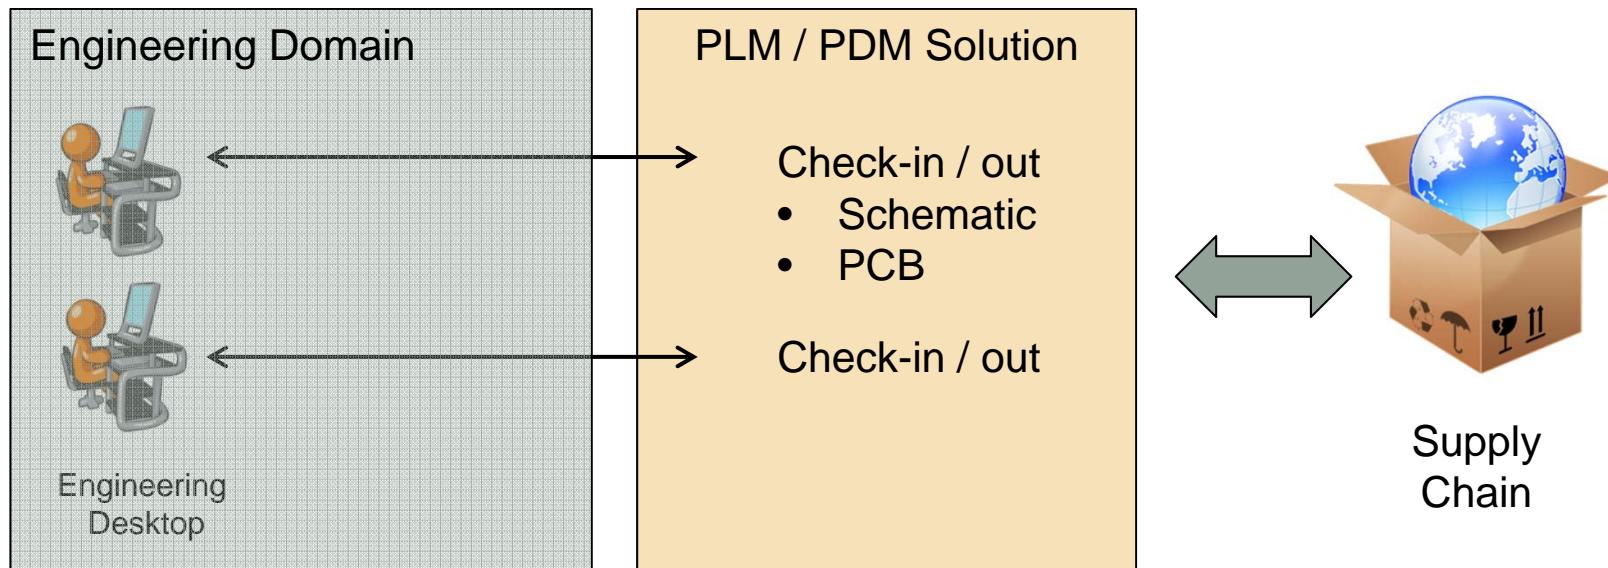 Engineering Domain
PLM / PDM Solution
Check-in / out
• Schematic
• PCB
Check-in / out
Engineering
Desktop
Supply
Chain